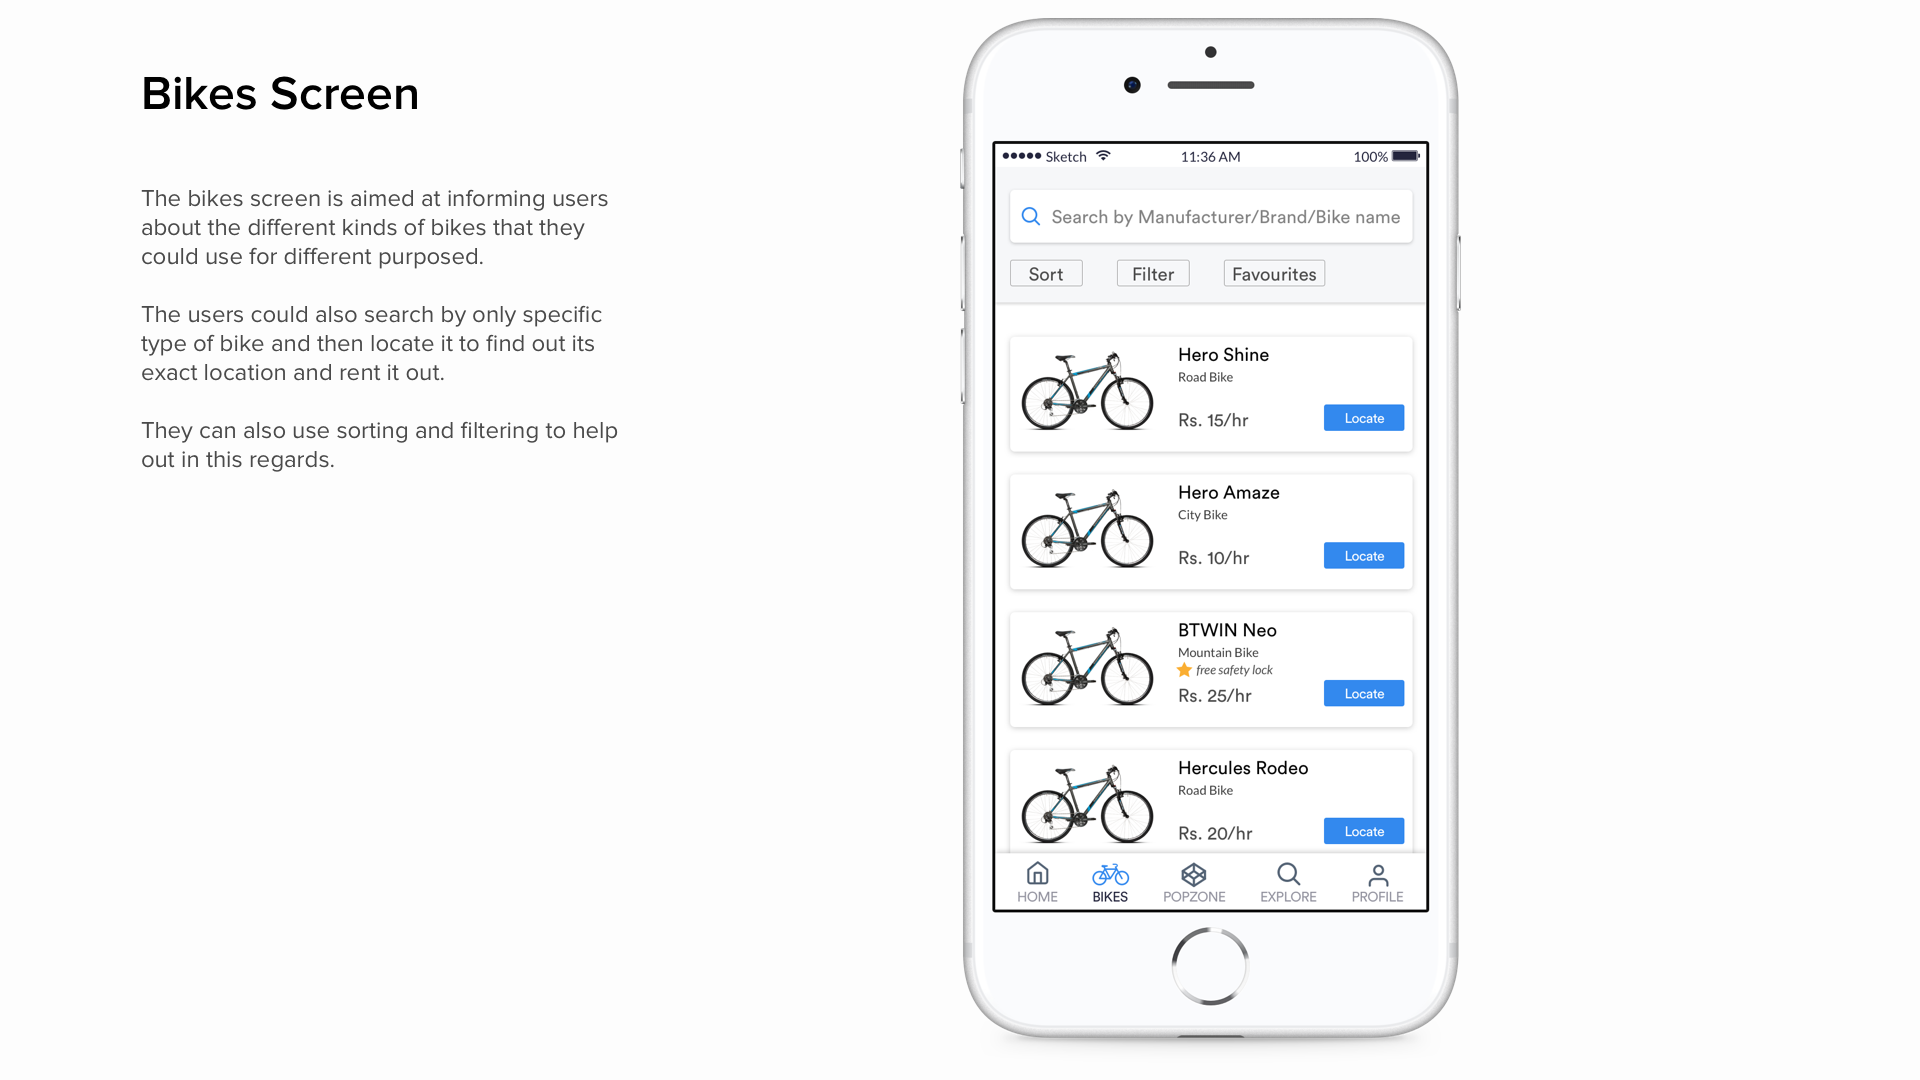 Bikes Screen
The bikes screen is aimed at informing users
about the different kinds of bikes that they
could use for different purposed.
The users could also search by only specific
type of bike and then locate it to find out its
exact location and rent it out.
They can also use sorting and filtering to help
out in this regards.
Sketch 11:36 AM 100%
Search by Manufacturer/Brand/Bike name
Sort Filter Favourites
Hero Shine
Road Bike
Rs. 15/hr Locate
Hero Amaze
City Bike
Rs. 10/hr Locate
BTWIN Neo
Mountain Bike
free safety lock
Rs. 25/hr Locate
Hercules Rodeo
Road Bike
Rs. 20/hr Locate
HOME BIKES POPZONE EXPLORE PROFILE